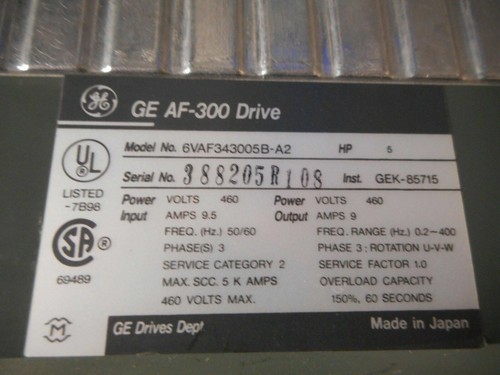 GE AF-300 Drive
Model No. 6VAF343005B-A2 HP 5
Serial No. 388205R108 Inst. GEK-85715
UL
LISTED
-7B98
SA
69489
Power Input
VOLTS 460
AMPS 9.5
FREQ. (Hz.) 50/60
PHASE(S) 3
SERVICE CATEGORY 2
MAX. SCC. 5 K AMPS
460 VOLTS MAX.
Power Output
VOLTS 460
AMPS 9
FREQ. RANGE (Hz) 0.2-400
PHASE 3: ROTATION U-V-W
SERVICE FACTOR 1.0
OVERLOAD CAPACITY
150%, 60 SECONDS
GE Drives Dept
Made in Japan